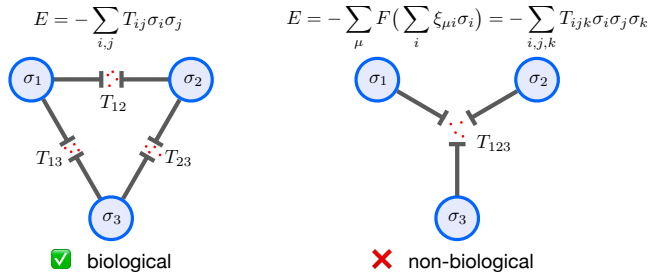 E = −∑_{i,j} T_{ij}σ_iσ_j
E = −∑_μ F(∑_i ξ_{μi}σ_i) = −∑_{i,j,k} T_{ijk}σ_iσ_jσ_k
σ_1 σ_2 σ_1 σ_2
T_{12}
T_{13} T_{23} T_{123}
σ_3 σ_3
✅ biological ❌ non-biological